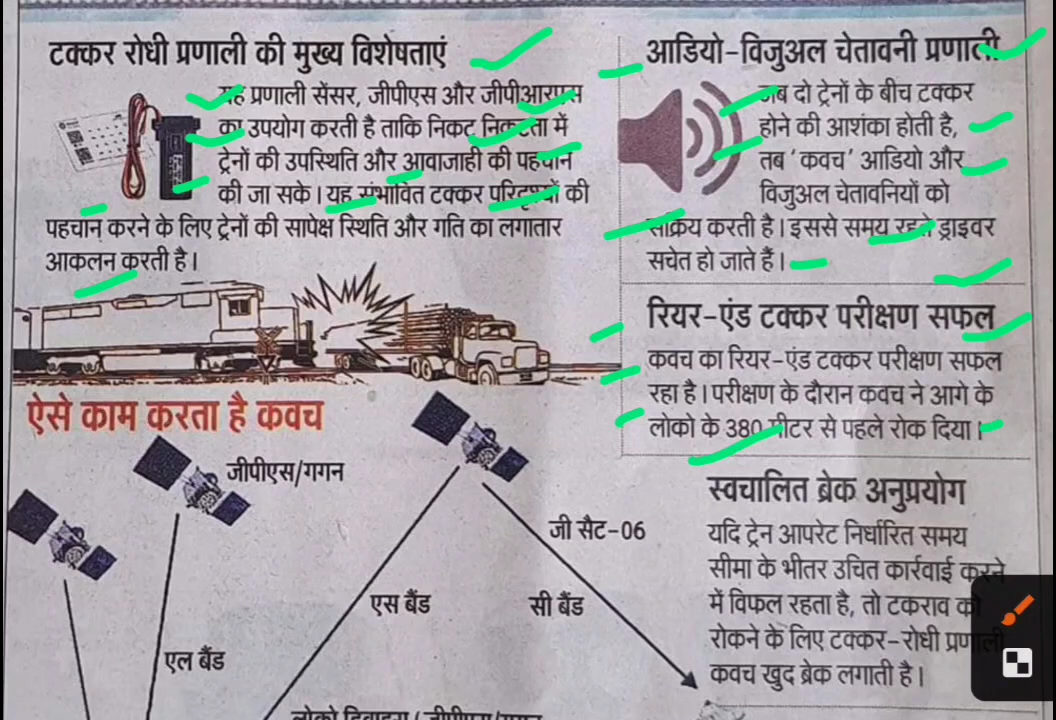 टक्कर रोधी प्रणाली की मुख्य विशेषताएं
यह प्रणाली सेंसर, जीपीएस और जीपीआरएस
का उपयोग करती है ताकि निकट निकटता में
ट्रेनों की उपस्थिति और आवाजाही की पहचान
की जा सके। यह संभावित टक्कर परिदृश्यों की
पहचान करने के लिए ट्रेनों की सापेक्ष स्थिति और गति का लगातार
आकलन करती है।
आडियो-विजुअल चेतावनी प्रणाली
जब दो ट्रेनों के बीच टक्कर
होने की आशंका होती है,
तब ‘कवच’ आडियो और
विजुअल चेतावनियों को
सक्रिय करती है। इससे समय रहते ड्राइवर
सचेत हो जाते हैं।
रियर-एंड टक्कर परीक्षण सफल
कवच का रियर-एंड टक्कर परीक्षण सफल
रहा है। परीक्षण के दौरान कवच ने आगे के
लोको के 380 मीटर से पहले रोक दिया।
ऐसे काम करता है कवच
जीपीएस/गगन
जी सैट-06
एस बैंड
सी बैंड
एल बैंड
स्वचालित ब्रेक अनुप्रयोग
यदि ट्रेन आपरेट निर्धारित समय
सीमा के भीतर उचित कार्रवाई करने
में विफल रहता है, तो टकराव को
रोकने के लिए टक्कर-रोधी प्रणाली
कवच खुद ब्रेक लगाती है।